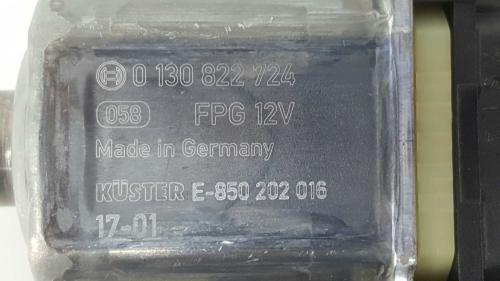 0 130 822 724
058 FPG 12V
Made in Germany
KÜSTER E-850 202 016
17-01